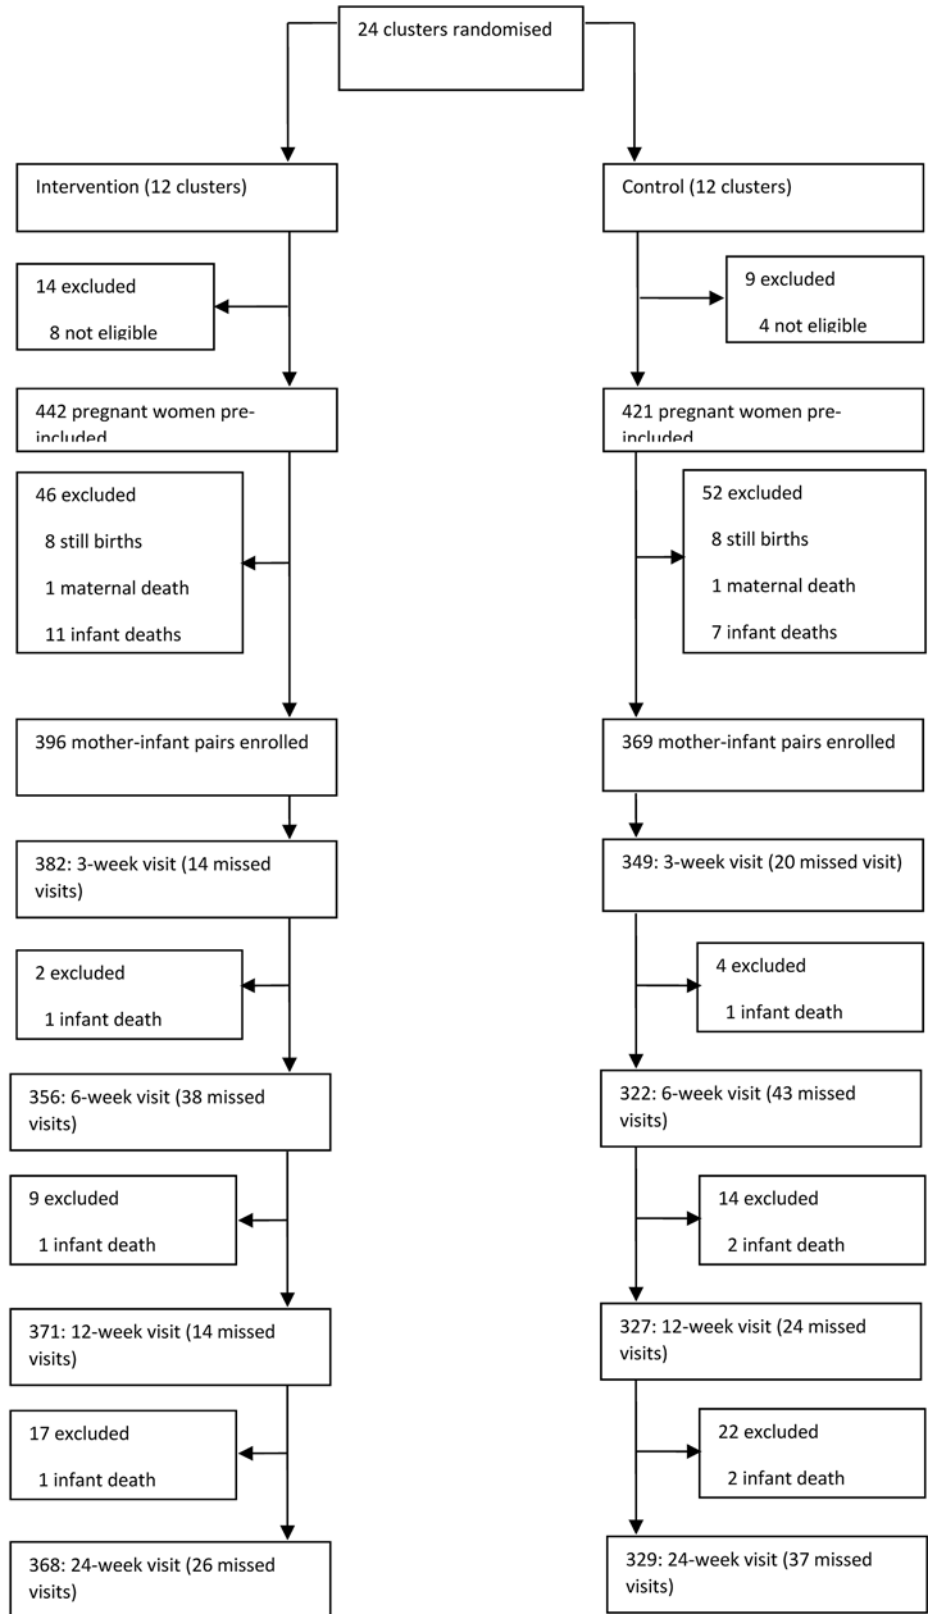 24 clusters randomised
Intervention (12 clusters)
Control (12 clusters)
14 excluded
8 not eligible
9 excluded
4 not eligible
442 pregnant women pre-
included
421 pregnant women pre-
included
46 excluded
8 still births
1 maternal death
11 infant deaths
52 excluded
8 still births
1 maternal death
7 infant deaths
396 mother-infant pairs enrolled
369 mother-infant pairs enrolled
382: 3-week visit (14 missed
visits)
349: 3-week visit (20 missed visit)
2 excluded
1 infant death
4 excluded
1 infant death
356: 6-week visit (38 missed
visits)
322: 6-week visit (43 missed
visits)
9 excluded
1 infant death
14 excluded
2 infant death
371: 12-week visit (14 missed
visits)
327: 12-week visit (24 missed
visits)
17 excluded
1 infant death
22 excluded
2 infant death
368: 24-week visit (26 missed
visits)
329: 24-week visit (37 missed
visits)